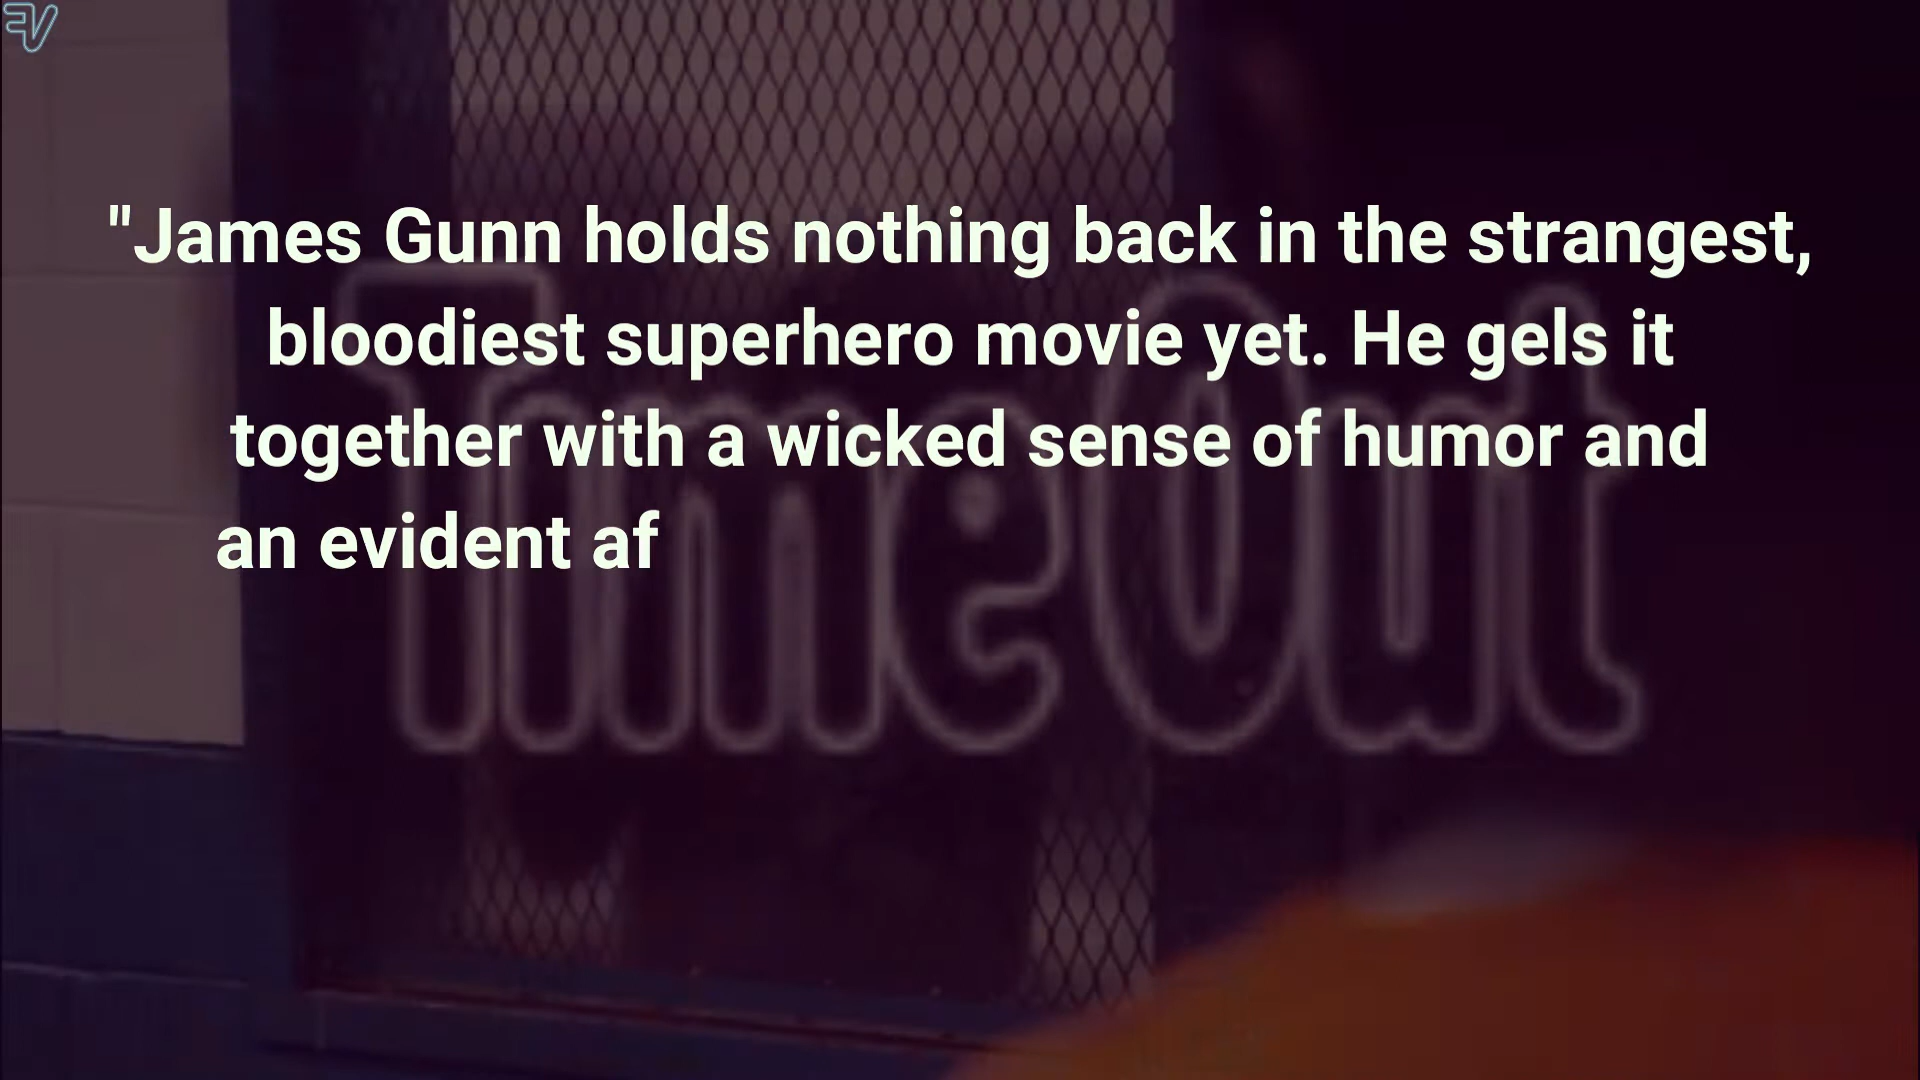 "James Gunn holds nothing back in the strangest,
bloodiest superhero movie yet. He gels it
together with a wicked sense of humor and
an evident af
TimeOut